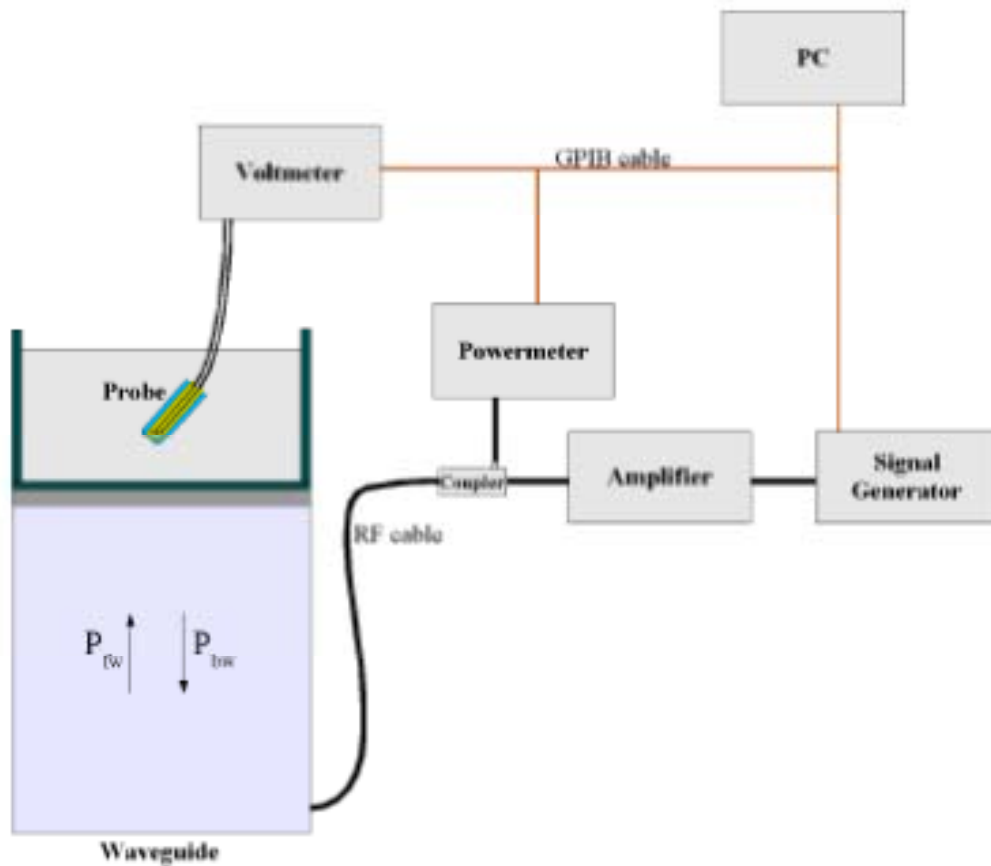 PC
Voltmeter
GPIB cable
Powermeter
Probe
Coupler
Amplifier
Signal
Generator
RF cable
P fw
P bw
Waveguide